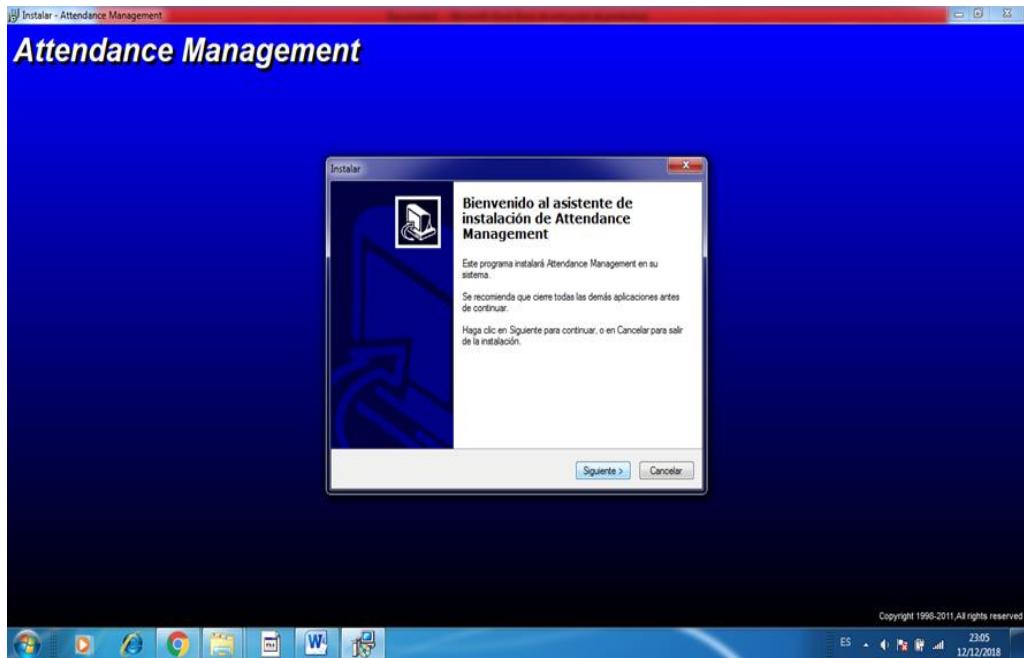 Instalar - Attendance Management
Attendance Management
Instalar
Bienvenido al asistente de
instalación de Attendance
Management
Este programa instalará Attendance Management en su
sistema.
Se recomienda que cierre todas las demás aplicaciones antes
de continuar.
Haga clic en Siguiente para continuar, o en Cancelar para salir
de la instalación.
Siguiente >
Cancelar
Copyright 1998-2011,All rights reserved
ES
23:05
12/12/2018